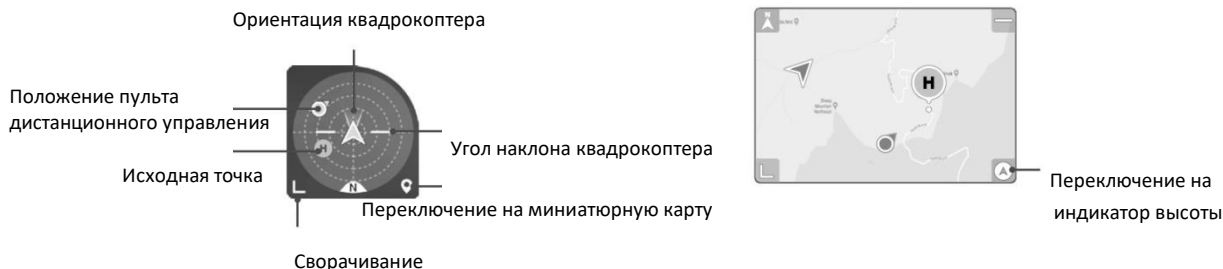 Ориентация квадрокоптера
Положение пульта
дистанционного управления
Исходная точка
H
N
Угол наклона квадрокоптера
Переключение на миниатюрную карту
Сворачивание
N
H
Переключение на
индикатор высоты